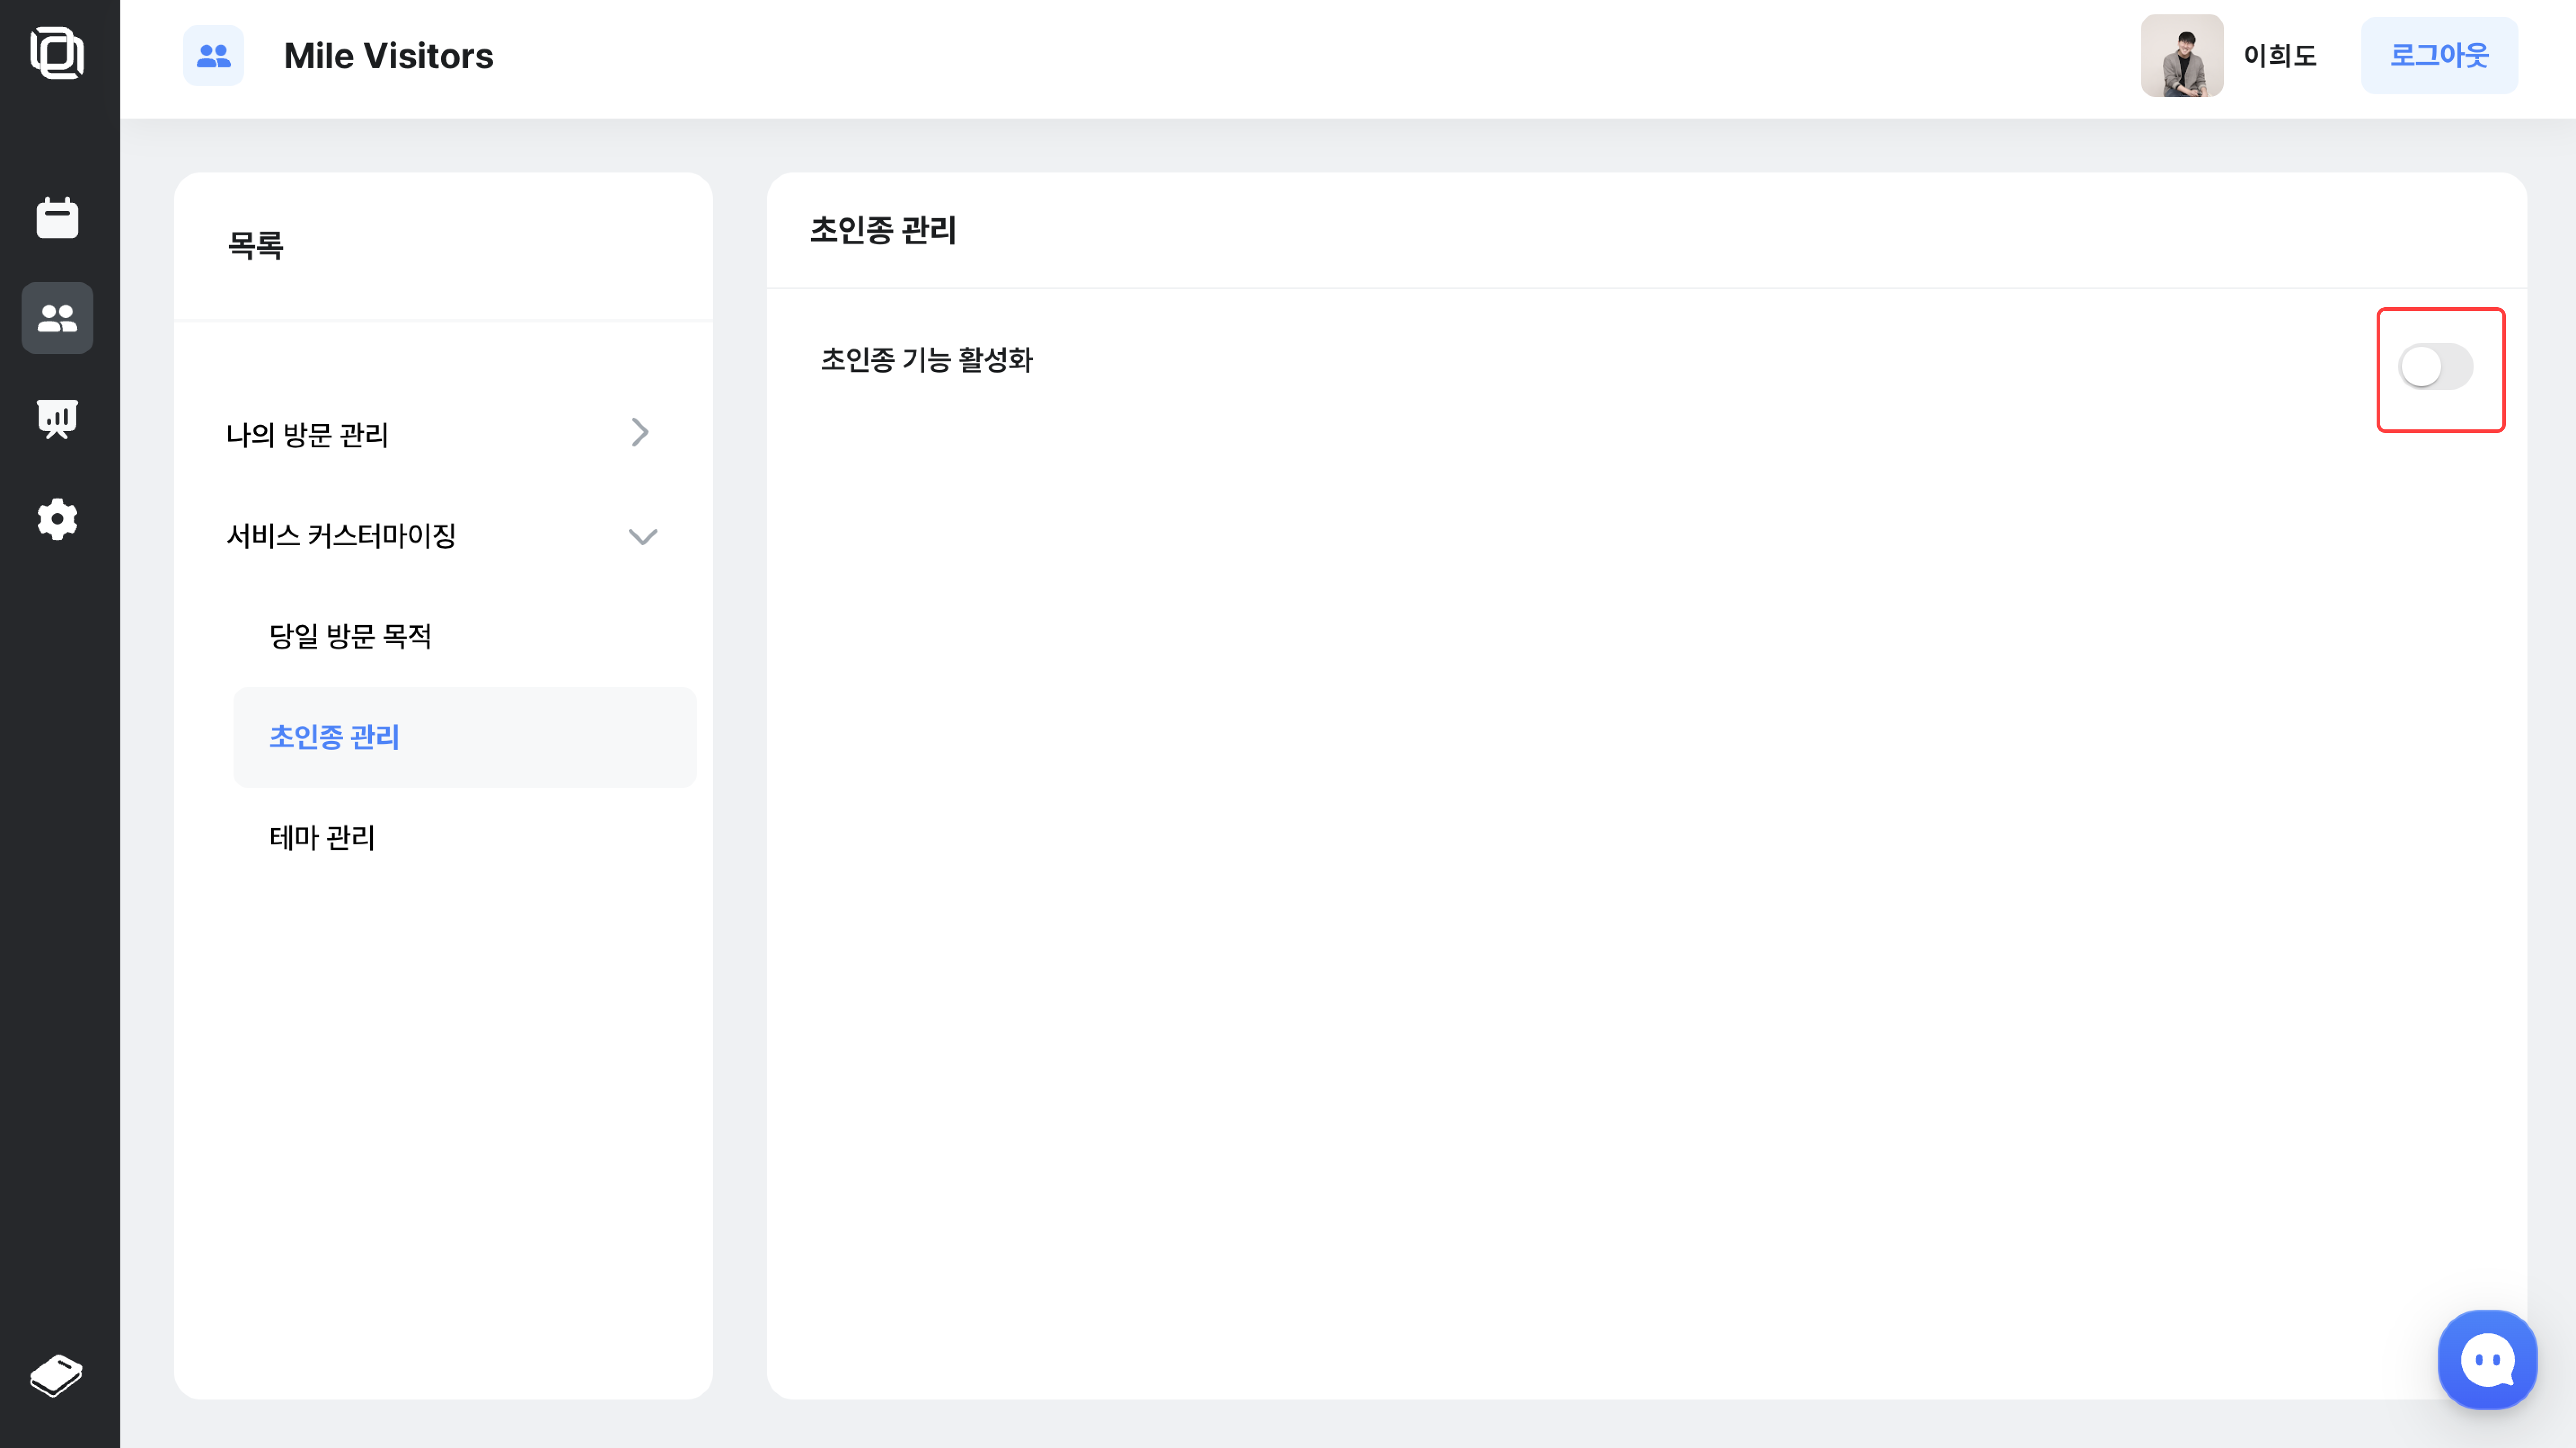 Mile Visitors
이희도
로그아웃
목록
나의 방문 관리
서비스 커스터마이징
당일 방문 목적
초인종 관리
테마 관리
초인종 관리
초인종 기능 활성화